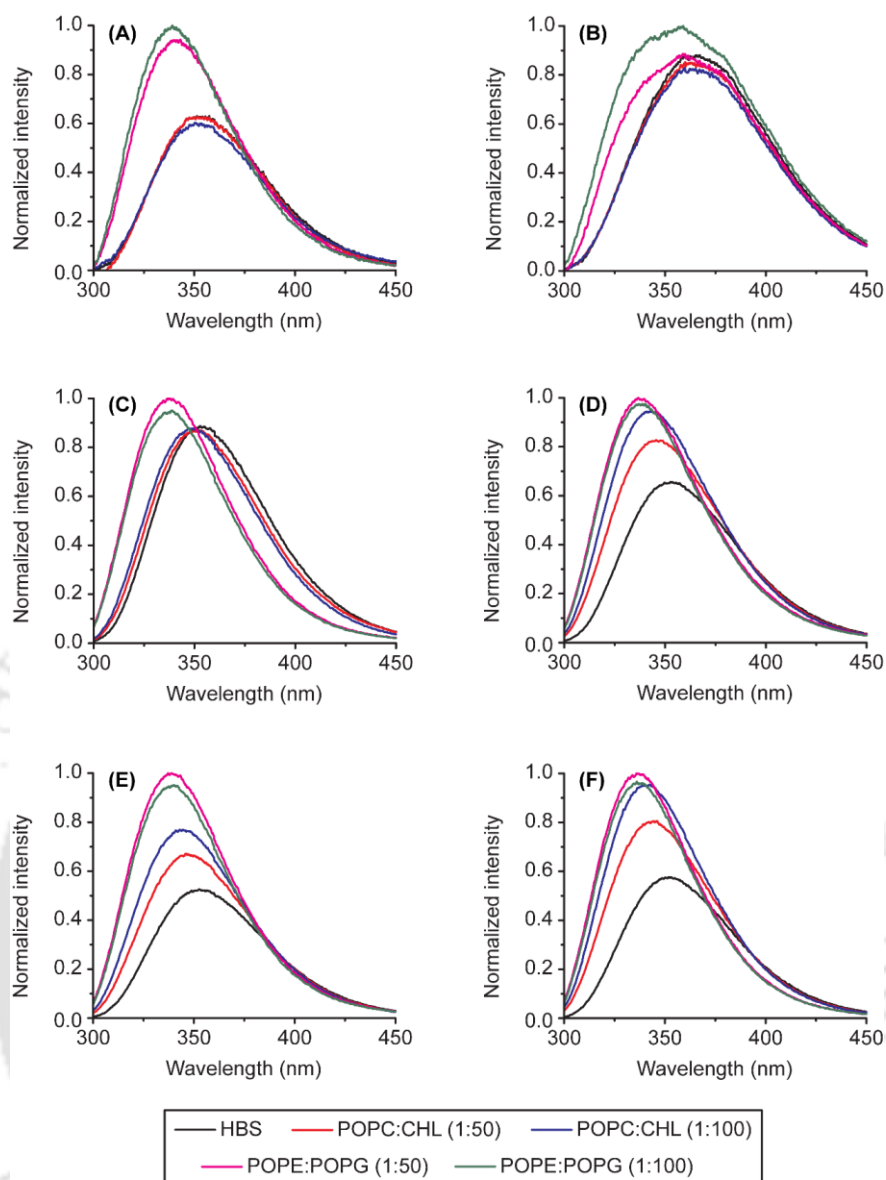 (A)
Normalized intensity
1.0
0.8
0.6
0.4
0.2
0.0
300 350 400 450
Wavelength (nm)
(B)
Normalized intensity
1.0
0.8
0.6
0.4
0.2
0.0
300 350 400 450
Wavelength (nm)
(C)
Normalized intensity
1.0
0.8
0.6
0.4
0.2
0.0
300 350 400 450
Wavelength (nm)
(D)
Normalized intensity
1.0
0.8
0.6
0.4
0.2
0.0
300 350 400 450
Wavelength (nm)
(E)
Normalized intensity
1.0
0.8
0.6
0.4
0.2
0.0
300 350 400 450
Wavelength (nm)
(F)
Normalized intensity
1.0
0.8
0.6
0.4
0.2
0.0
300 350 400 450
Wavelength (nm)
HBS POPC:CHL (1:50) POPC:CHL (1:100)
POPE:POPG (1:50) POPE:POPG (1:100)